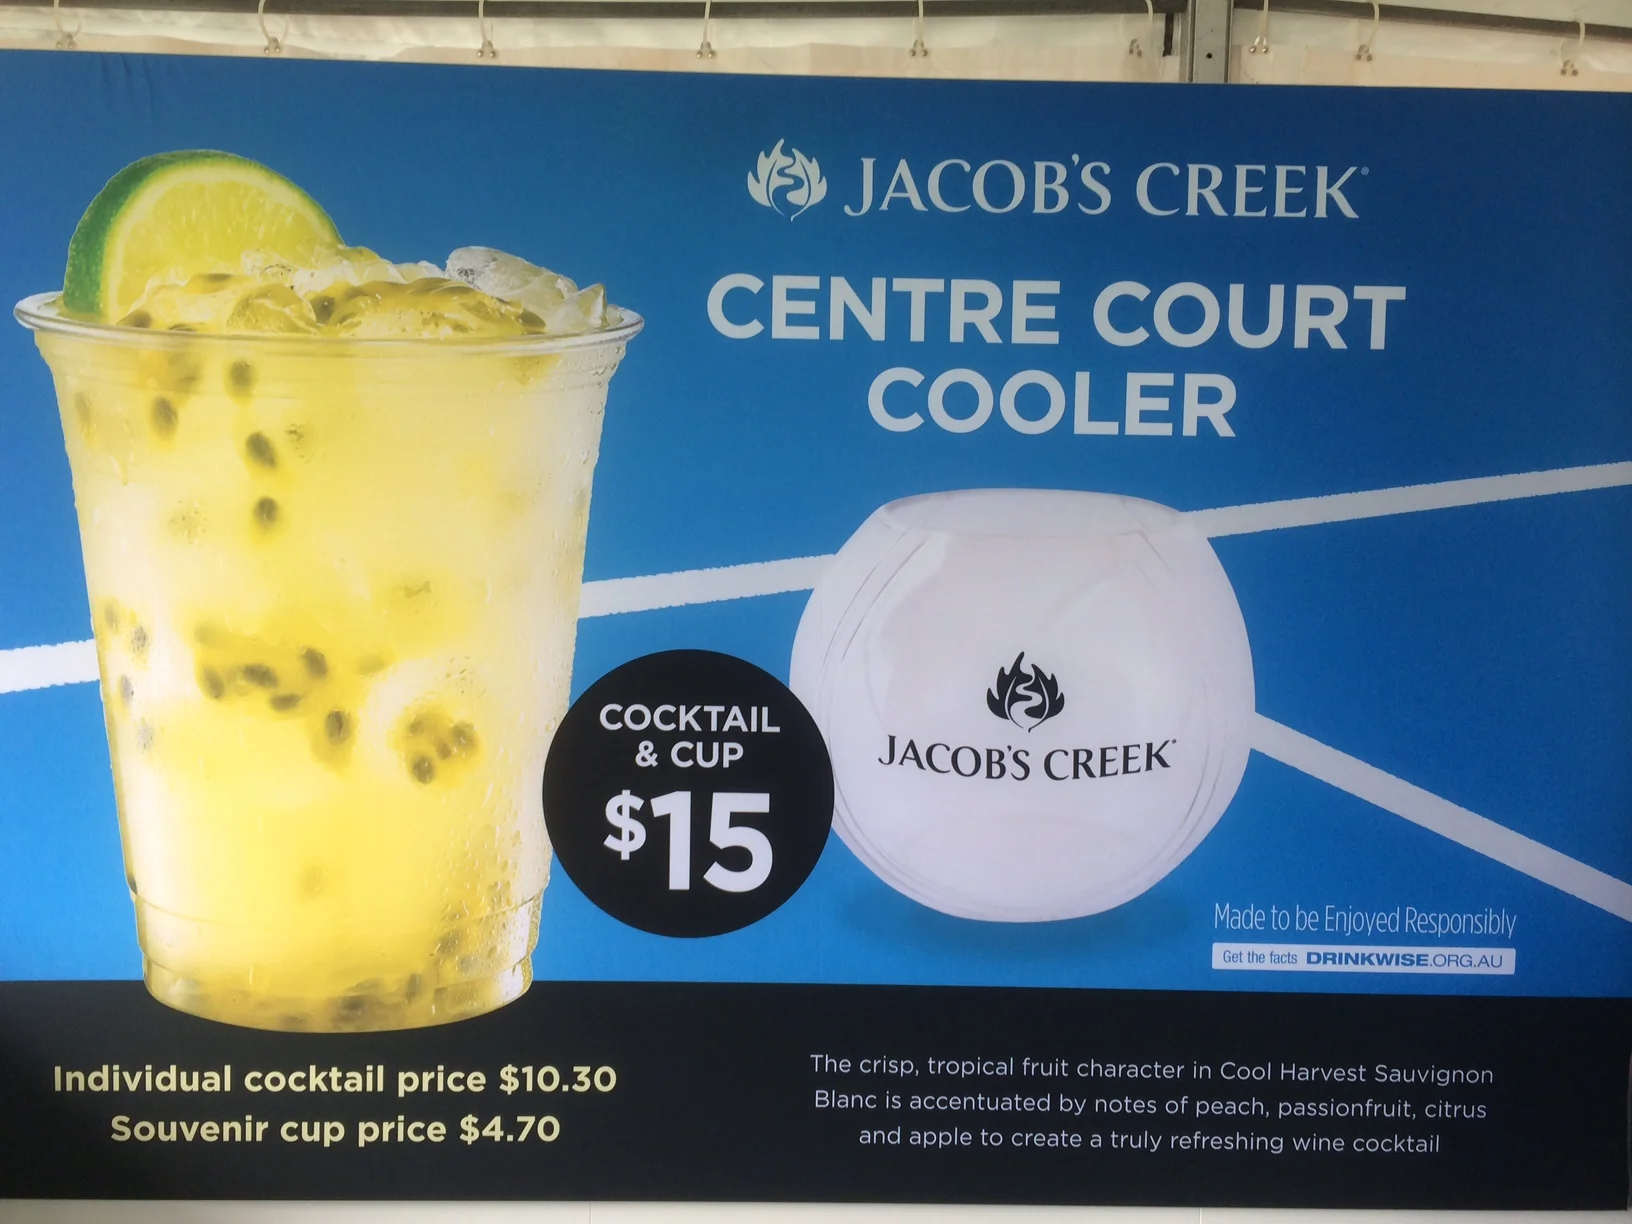 JACOB'S CREEK®
CENTRE COURT
COOLER
COCKTAIL
& CUP
$15
JACOB'S CREEK®
Made to be Enjoyed Responsibly
Get the facts DRINKWISE.ORG.AU
Individual cocktail price $10.30
Souvenir cup price $4.70
The crisp, tropical fruit character in Cool Harvest Sauvignon
Blanc is accentuated by notes of peach, passionfruit, citrus
and apple to create a truly refreshing wine cocktail